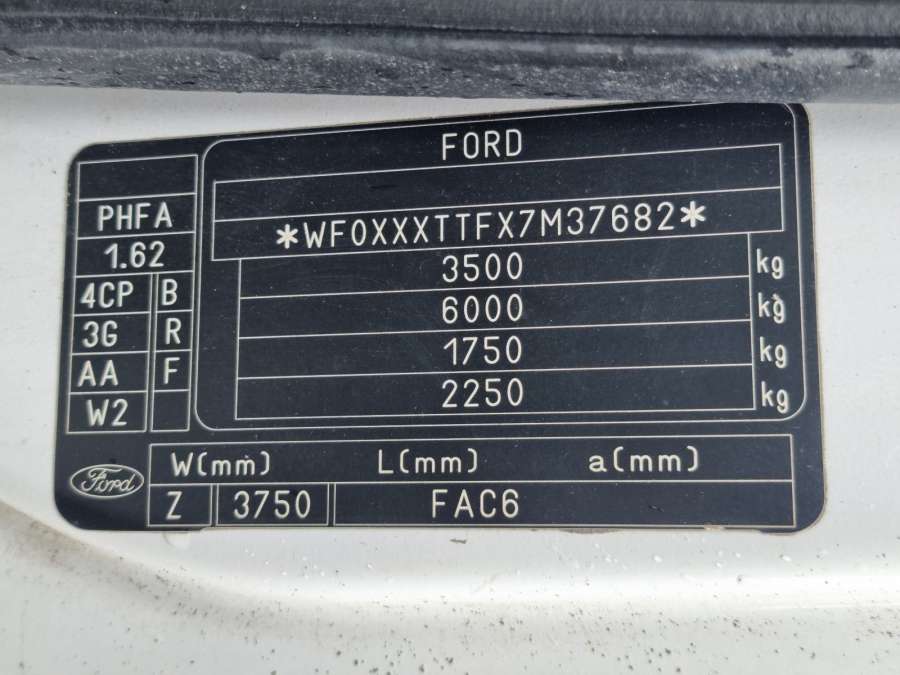 FORD
*WF0XXXTTFX7M37682*
3500 kg
6000 kg
1750 kg
2250 kg
PHFA
1.62
4CP B
3G R
AA F
W2
Ford
W(mm) L(mm) a(mm)
Z 3750 FAC6